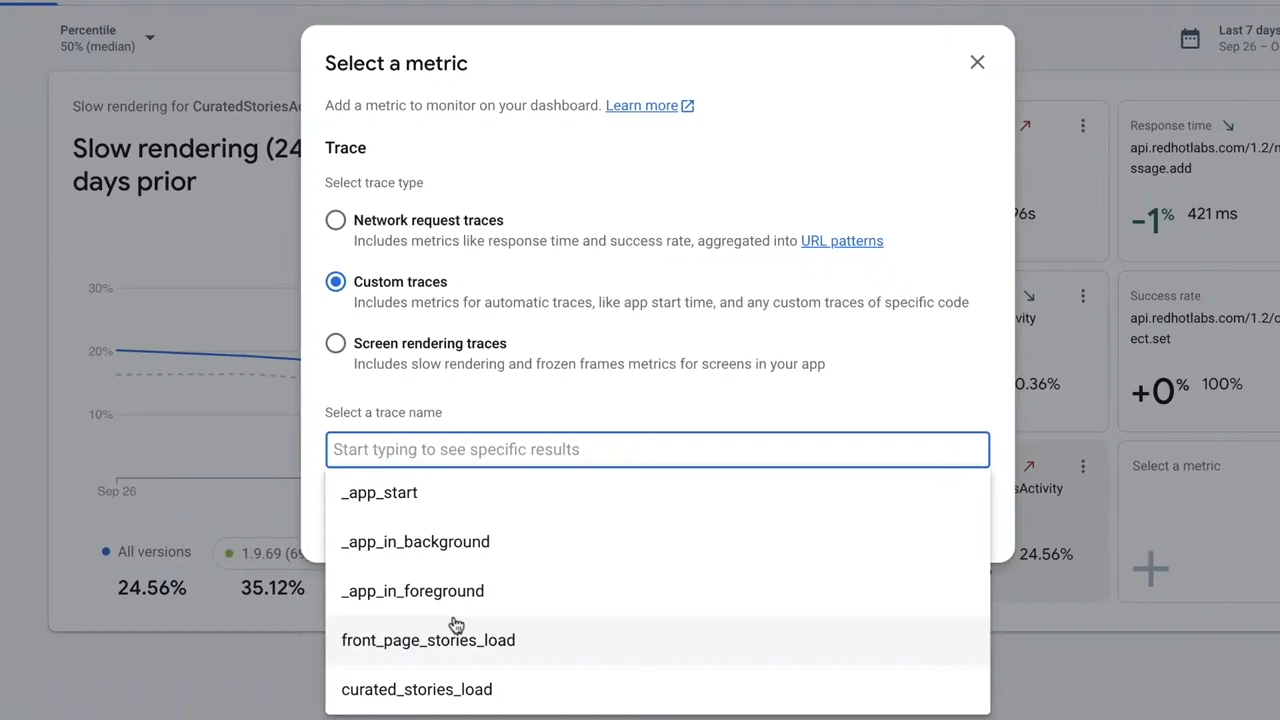 Percentile
50% (median)
Last 7 days
Sep 26 – O
Slow rendering for CuratedStoriesAc
Slow rendering (24
days prior
30%
20%
10%
Sep 26
All versions
1.9.69 (69
24.56%
35.12%
Select a metric
Add a metric to monitor on your dashboard. Learn more
Trace
Select trace type
Network request traces
Includes metrics like response time and success rate, aggregated into URL patterns
Custom traces
Includes metrics for automatic traces, like app start time, and any custom traces of specific code
Screen rendering traces
Includes slow rendering and frozen frames metrics for screens in your app
Select a trace name
Start typing to see specific results
_app_start
_app_in_background
_app_in_foreground
front_page_stories_load
curated_stories_load
96s
vity
0.36%
sActivity
24.56%
Response time
api.redhotlabs.com/1.2/m
ssage.add
-1% 421 ms
Success rate
api.redhotlabs.com/1.2/c
ect.set
+0% 100%
Select a metric